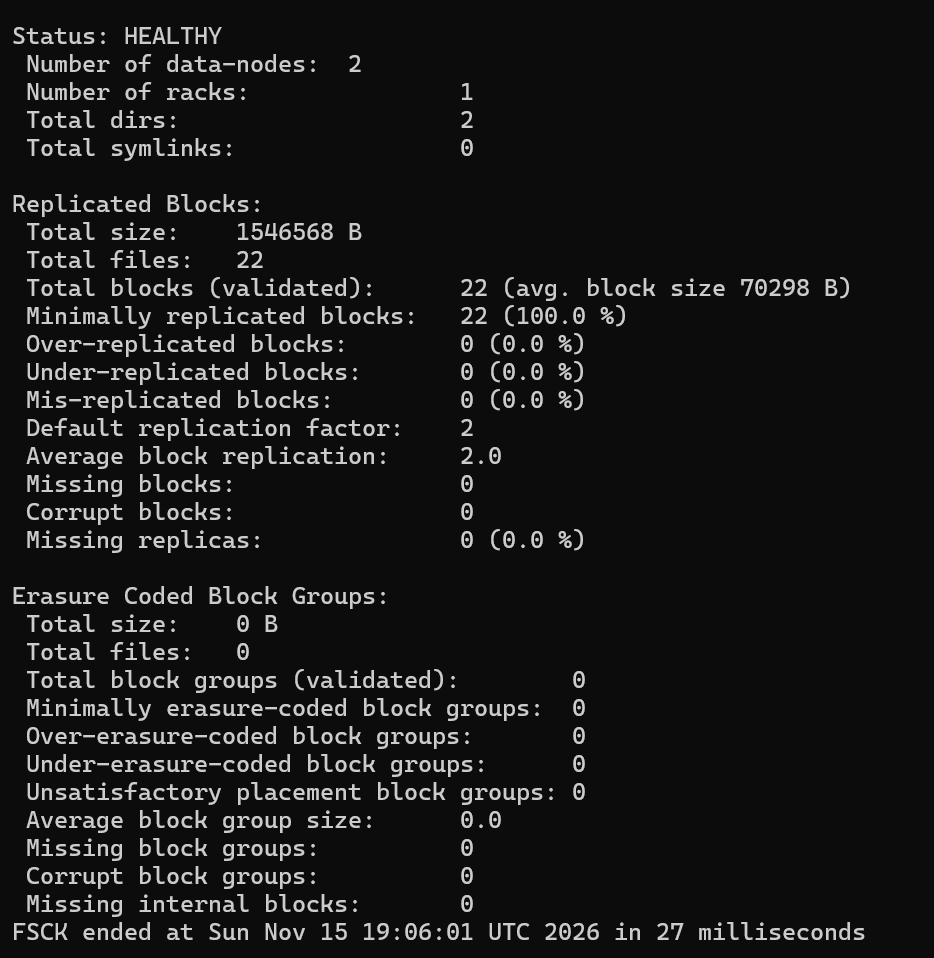 Status: HEALTHY
 Number of data-nodes:  2
 Number of racks:               1
 Total dirs:                    2
 Total symlinks:                0

Replicated Blocks:
 Total size:    1546568 B
 Total files:   22
 Total blocks (validated):      22 (avg. block size 70298 B)
 Minimally replicated blocks:   22 (100.0 %)
 Over-replicated blocks:        0 (0.0 %)
 Under-replicated blocks:       0 (0.0 %)
 Mis-replicated blocks:         0 (0.0 %)
 Default replication factor:    2
 Average block replication:     2.0
 Missing blocks:                0
 Corrupt blocks:                0
 Missing replicas:              0 (0.0 %)

Erasure Coded Block Groups:
 Total size:    0 B
 Total files:   0
 Total block groups (validated):        0
 Minimally erasure-coded block groups:  0
 Over-erasure-coded block groups:       0
 Under-erasure-coded block groups:      0
 Unsatisfactory placement block groups: 0
 Average block group size:      0.0
 Missing block groups:          0
 Corrupt block groups:          0
 Missing internal blocks:       0
FSCK ended at Sun Nov 15 19:06:01 UTC 2026 in 27 milliseconds